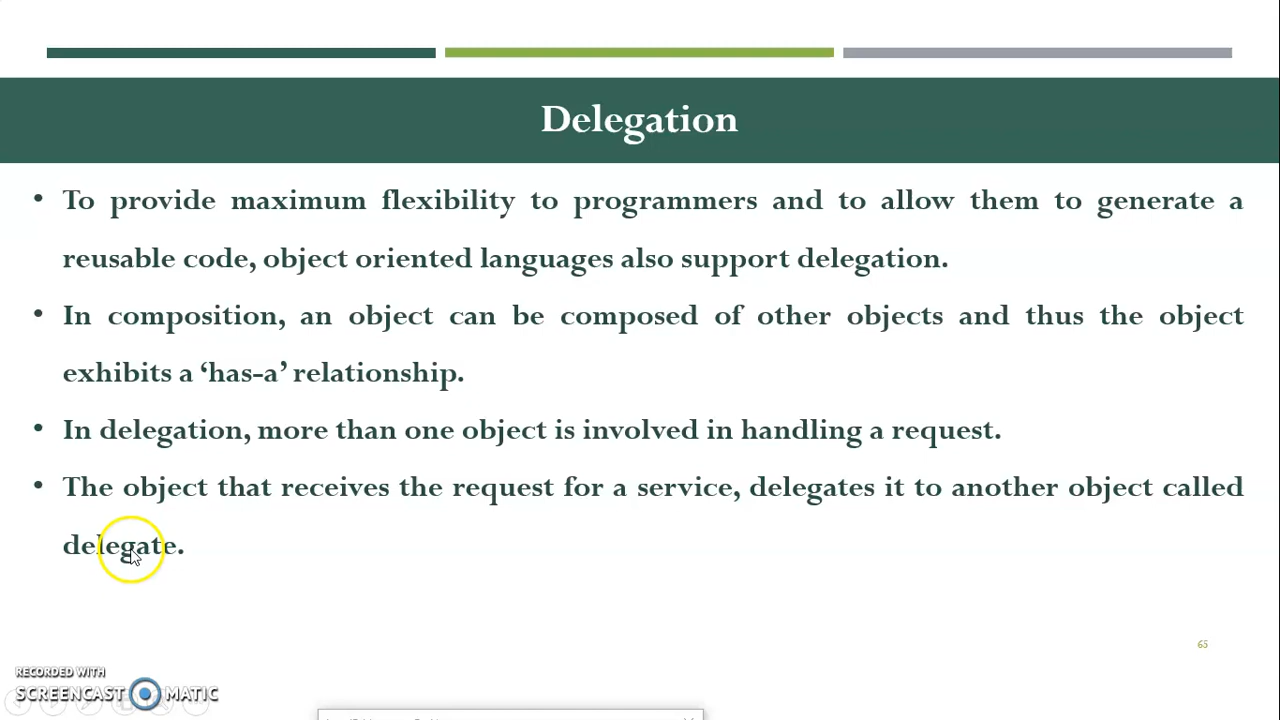 Delegation
• To provide maximum flexibility to programmers and to allow them to generate a
reusable code, object oriented languages also support delegation.
• In composition, an object can be composed of other objects and thus the object
exhibits a ‘has-a’ relationship.
• In delegation, more than one object is involved in handling a request.
• The object that receives the request for a service, delegates it to another object called
delegate.
65
RECORDED WITH
SCREENCAST MATIC